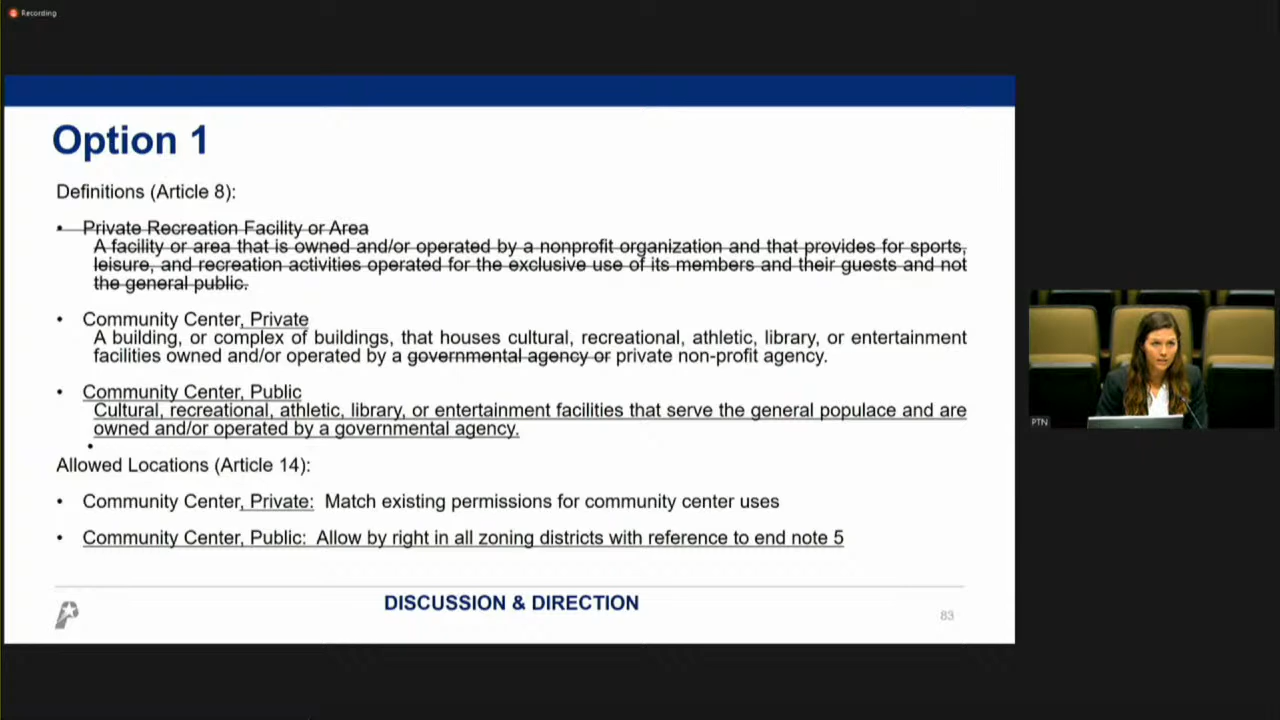 Recording
Option 1
Definitions (Article 8):
• Private Recreation Facility or Area
A facility or area that is owned and/or operated by a nonprofit organization and that provides for sports,
leisure, and recreation activities operated for the exclusive use of its members and their guests and not
the general public.
• Community Center, Private
A building, or complex of buildings, that houses cultural, recreational, athletic, library, or entertainment
facilities owned and/or operated by a governmental agency or private non-profit agency.
• Community Center, Public
Cultural, recreational, athletic, library, or entertainment facilities that serve the general populace and are
owned and/or operated by a governmental agency.
•
Allowed Locations (Article 14):
• Community Center, Private: Match existing permissions for community center uses
• Community Center, Public: Allow by right in all zoning districts with reference to end note 5
DISCUSSION & DIRECTION
83
PTN